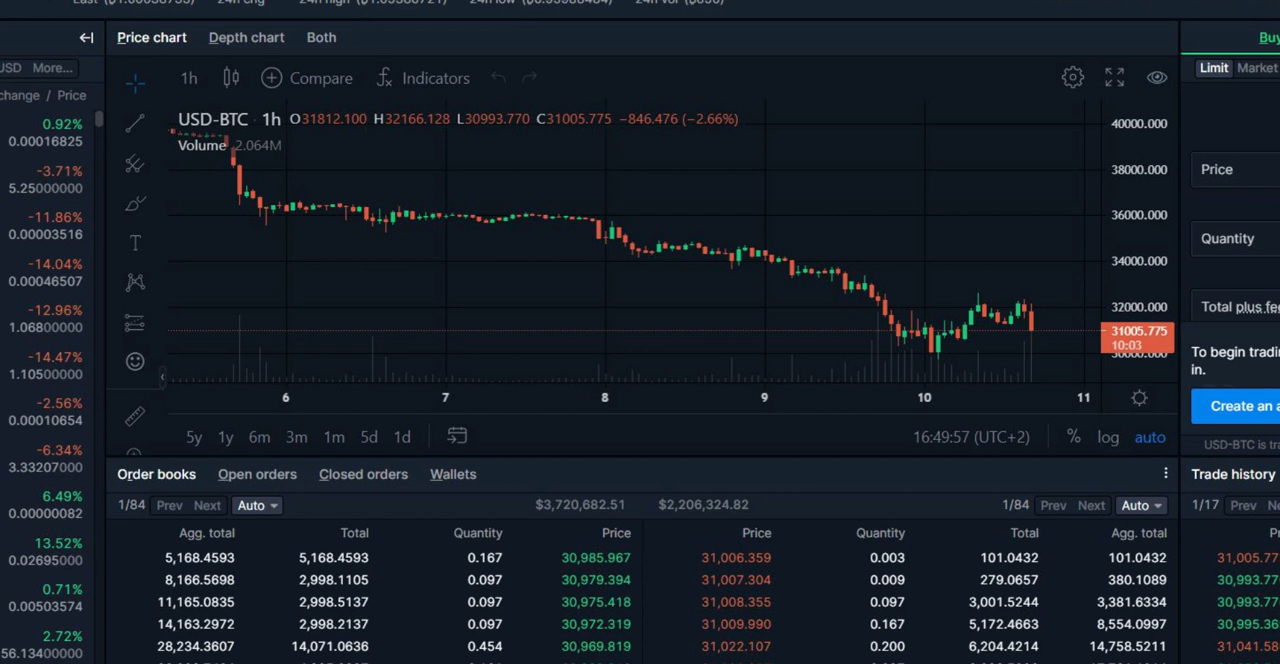 Price chart Depth chart Both
USD More...
change / Price
0.92%
0.00016825
-3.71%
5.25000000
-11.86%
0.00003516
-14.04%
0.00046507
-12.96%
1.06800000
-14.47%
1.10500000
-2.56%
0.00010654
-6.34%
3.33207000
6.49%
0.00000082
13.52%
0.02695000
0.71%
0.00503574
2.72%
56.13400000
1h Compare fx Indicators
USD-BTC · 1h O31812.100 H32166.128 L30993.770 C31005.775 −846.476 (−2.66%)
Volume 2.064M
T
40000.000
38000.000
36000.000
34000.000
32000.000
31005.775
10:03
30000.000
6 7 8 9 10 11
5y 1y 6m 3m 1m 5d 1d 16:49:57 (UTC+2) % log auto
Buy
Limit Market
Price
Quantity
Total plus fe
To begin tradi
in.
Create an a
USD-BTC is tra
Order books Open orders Closed orders Wallets
1/84 Prev Next Auto $3,720,682.51 $2,206,324.82 1/84 Prev Next Auto
Agg. total Total Quantity Price Price Quantity Total Agg. total
5,168.4593 5,168.4593 0.167 30,985.967 31,006.359 0.003 101.0432 101.0432
8,166.5698 2,998.1105 0.097 30,979.394 31,007.304 0.009 279.0657 380.1089
11,165.0835 2,998.5137 0.097 30,975.418 31,008.355 0.097 3,001.5244 3,381.6334
14,163.2972 2,998.2137 0.097 30,972.319 31,009.990 0.167 5,172.4663 8,554.0997
28,234.3607 14,071.0636 0.454 30,969.819 31,022.107 0.200 6,204.4214 14,758.5211
Trade history
1/17 Prev
31,005.77
30,993.77
30,993.77
30,995.36
31,041.58